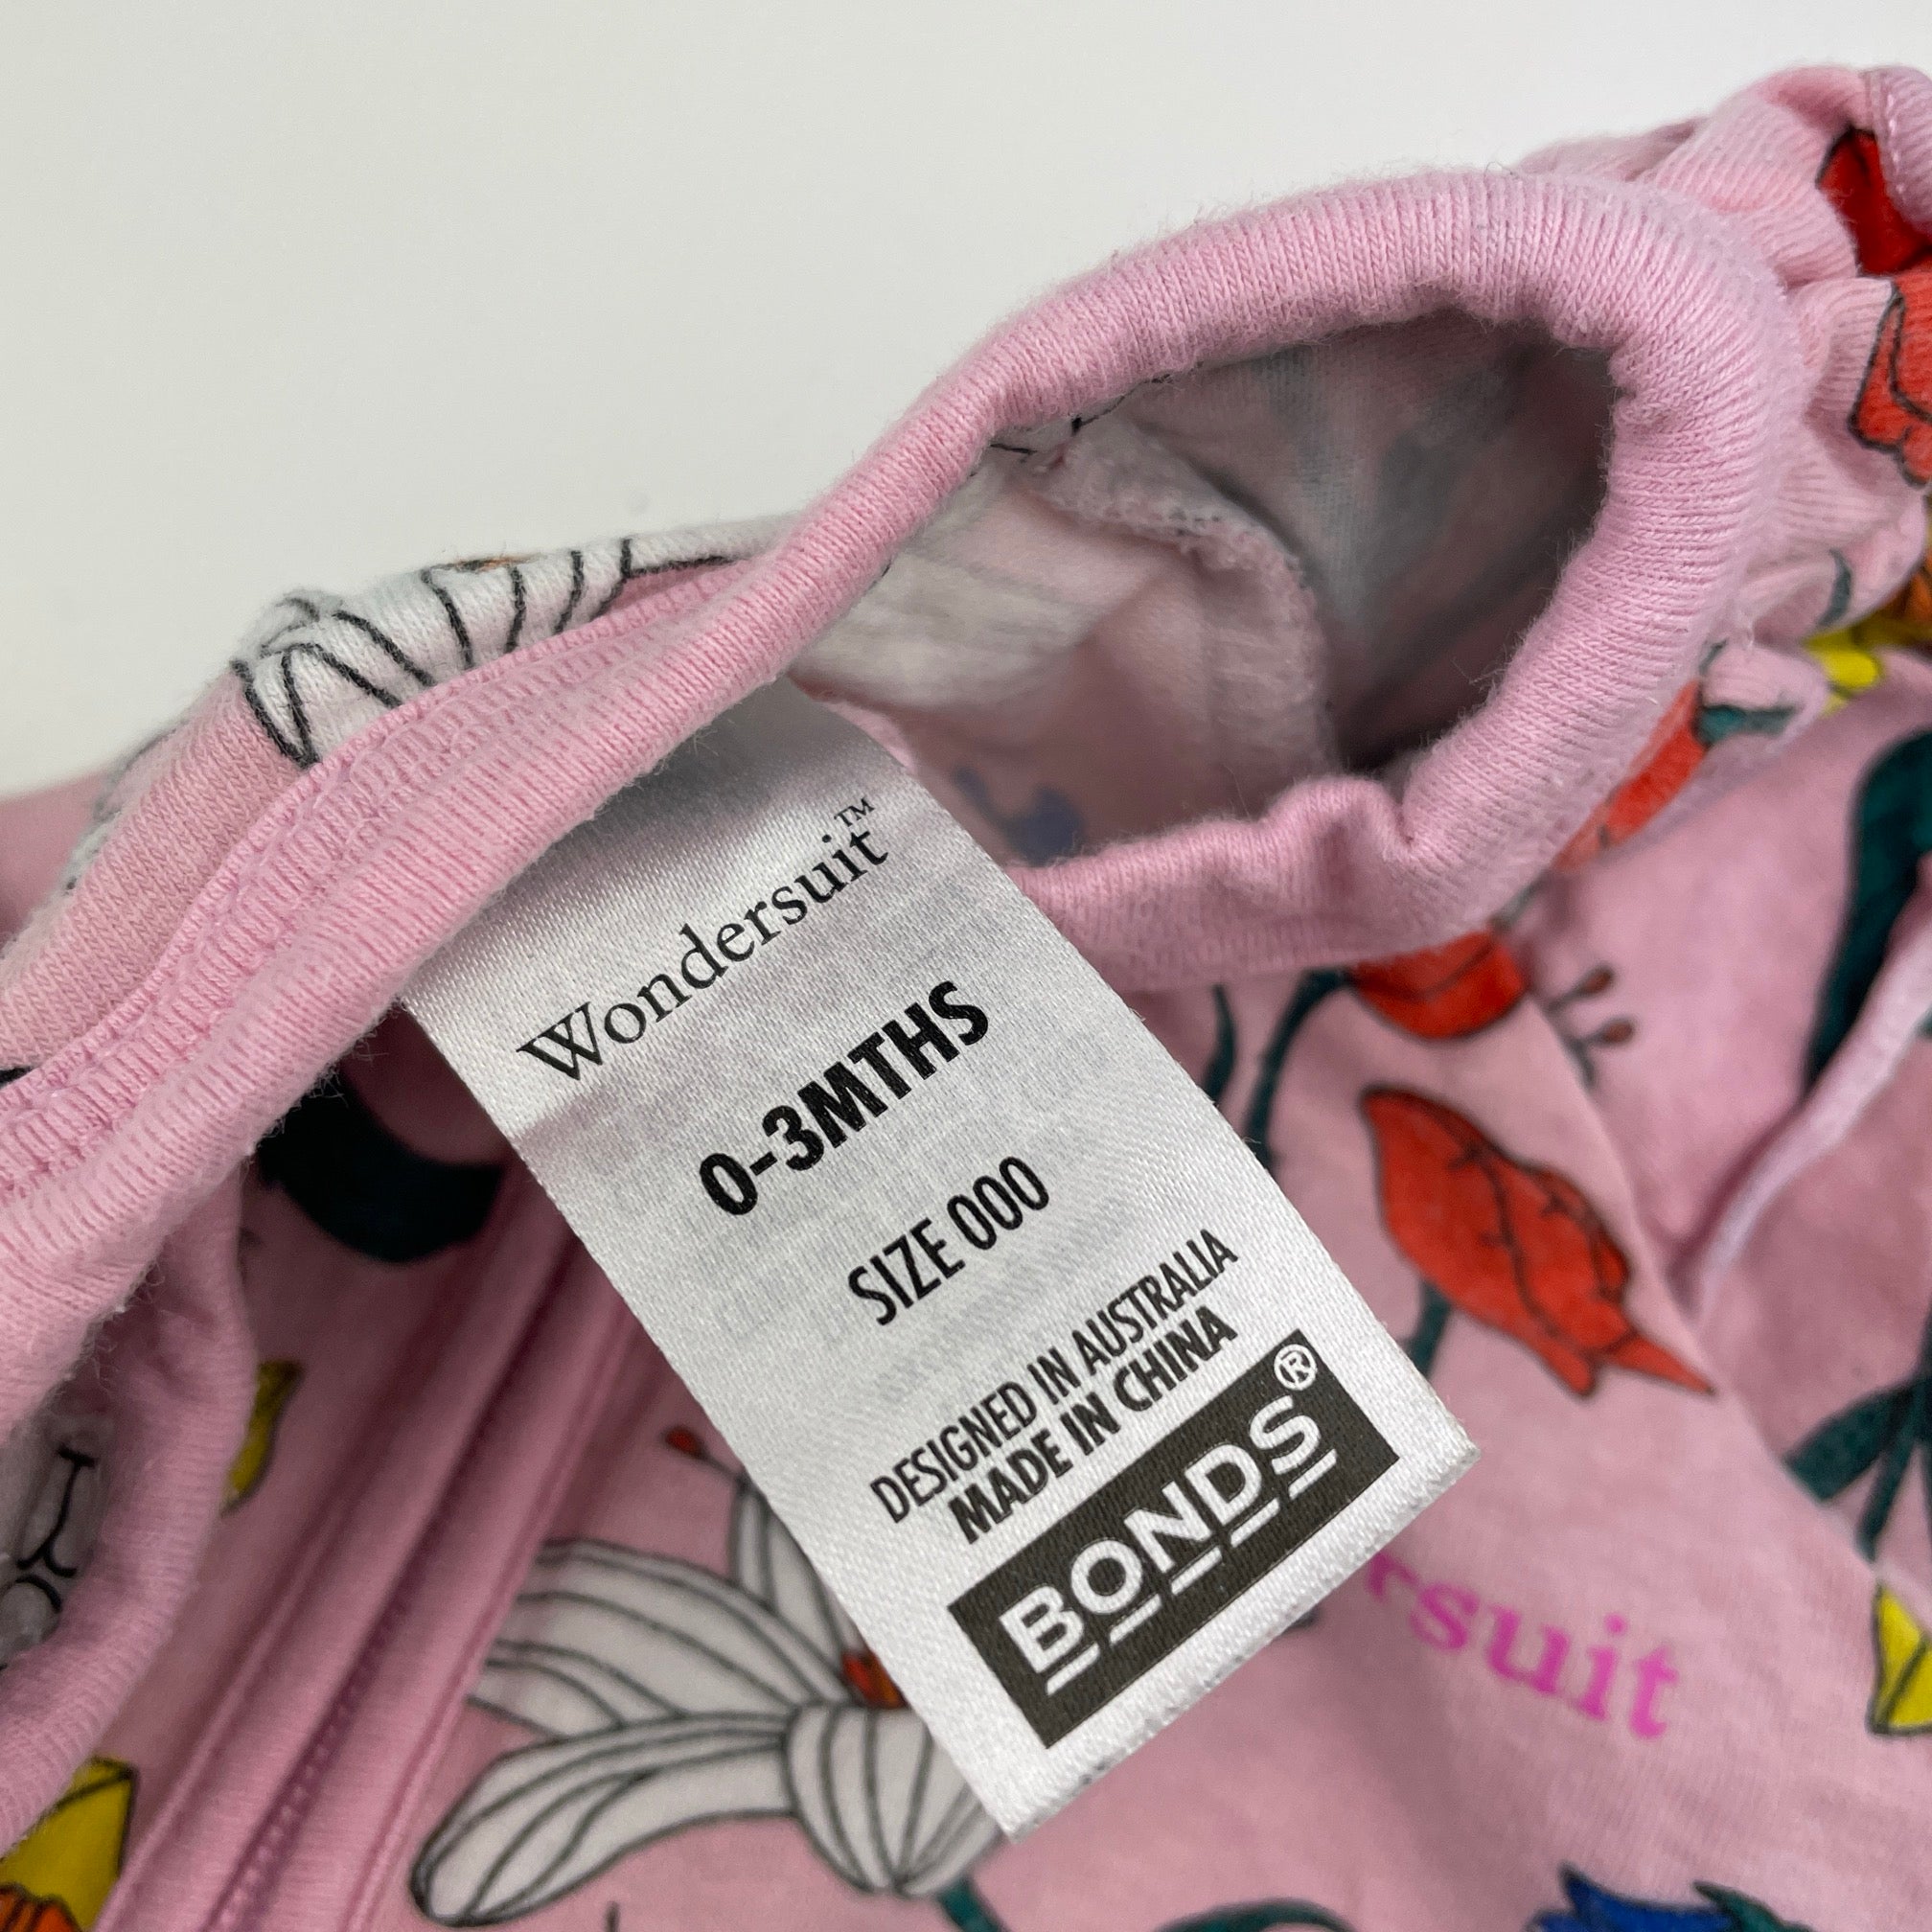 Wondersuit™
0-3MTHS
SIZE 000
DESIGNED IN AUSTRALIA
MADE IN CHINA
BONDS®
rsuit